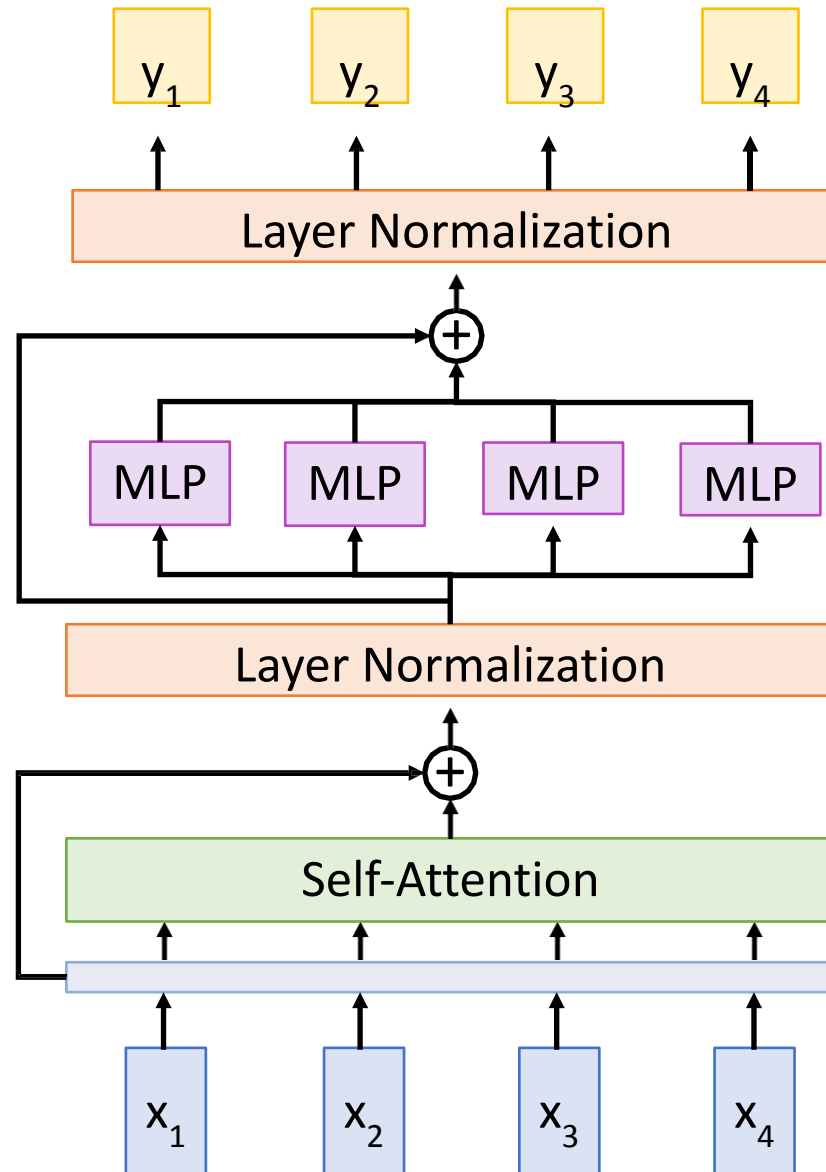 y1 y2 y3 y4
Layer Normalization
+
MLP MLP MLP MLP
Layer Normalization
+
Self-Attention
x1 x2 x3 x4